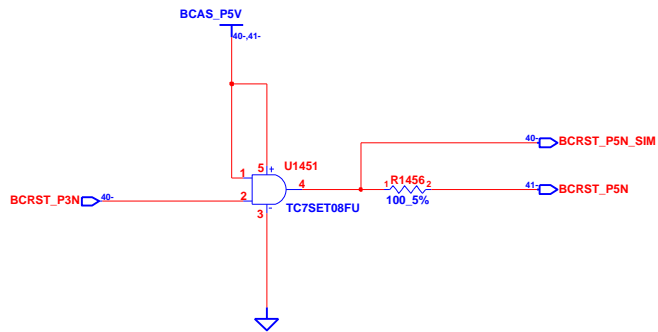 BCAS_P5V
40-,41-
5 + U1451
40- BCRST_P5N_SIM
1
4
1 R1456 2
41- BCRST_P5N
BCRST_P3N 40-
2
3 -
TC7SET08FU
100_5%